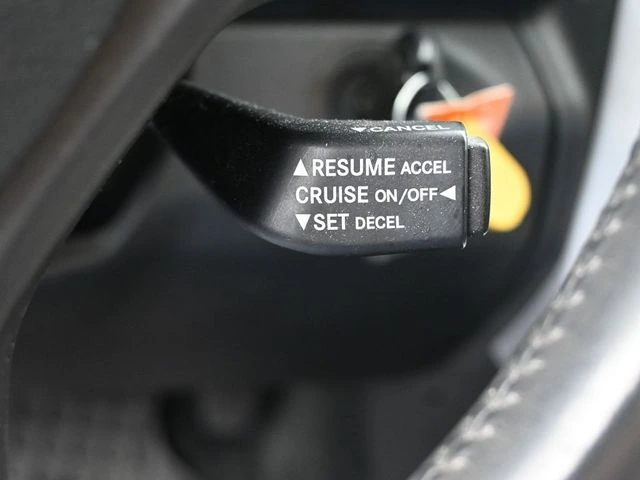 ▼CANCEL
▲RESUME ACCEL
CRUISE ON/OFF◀
▼SET DECEL